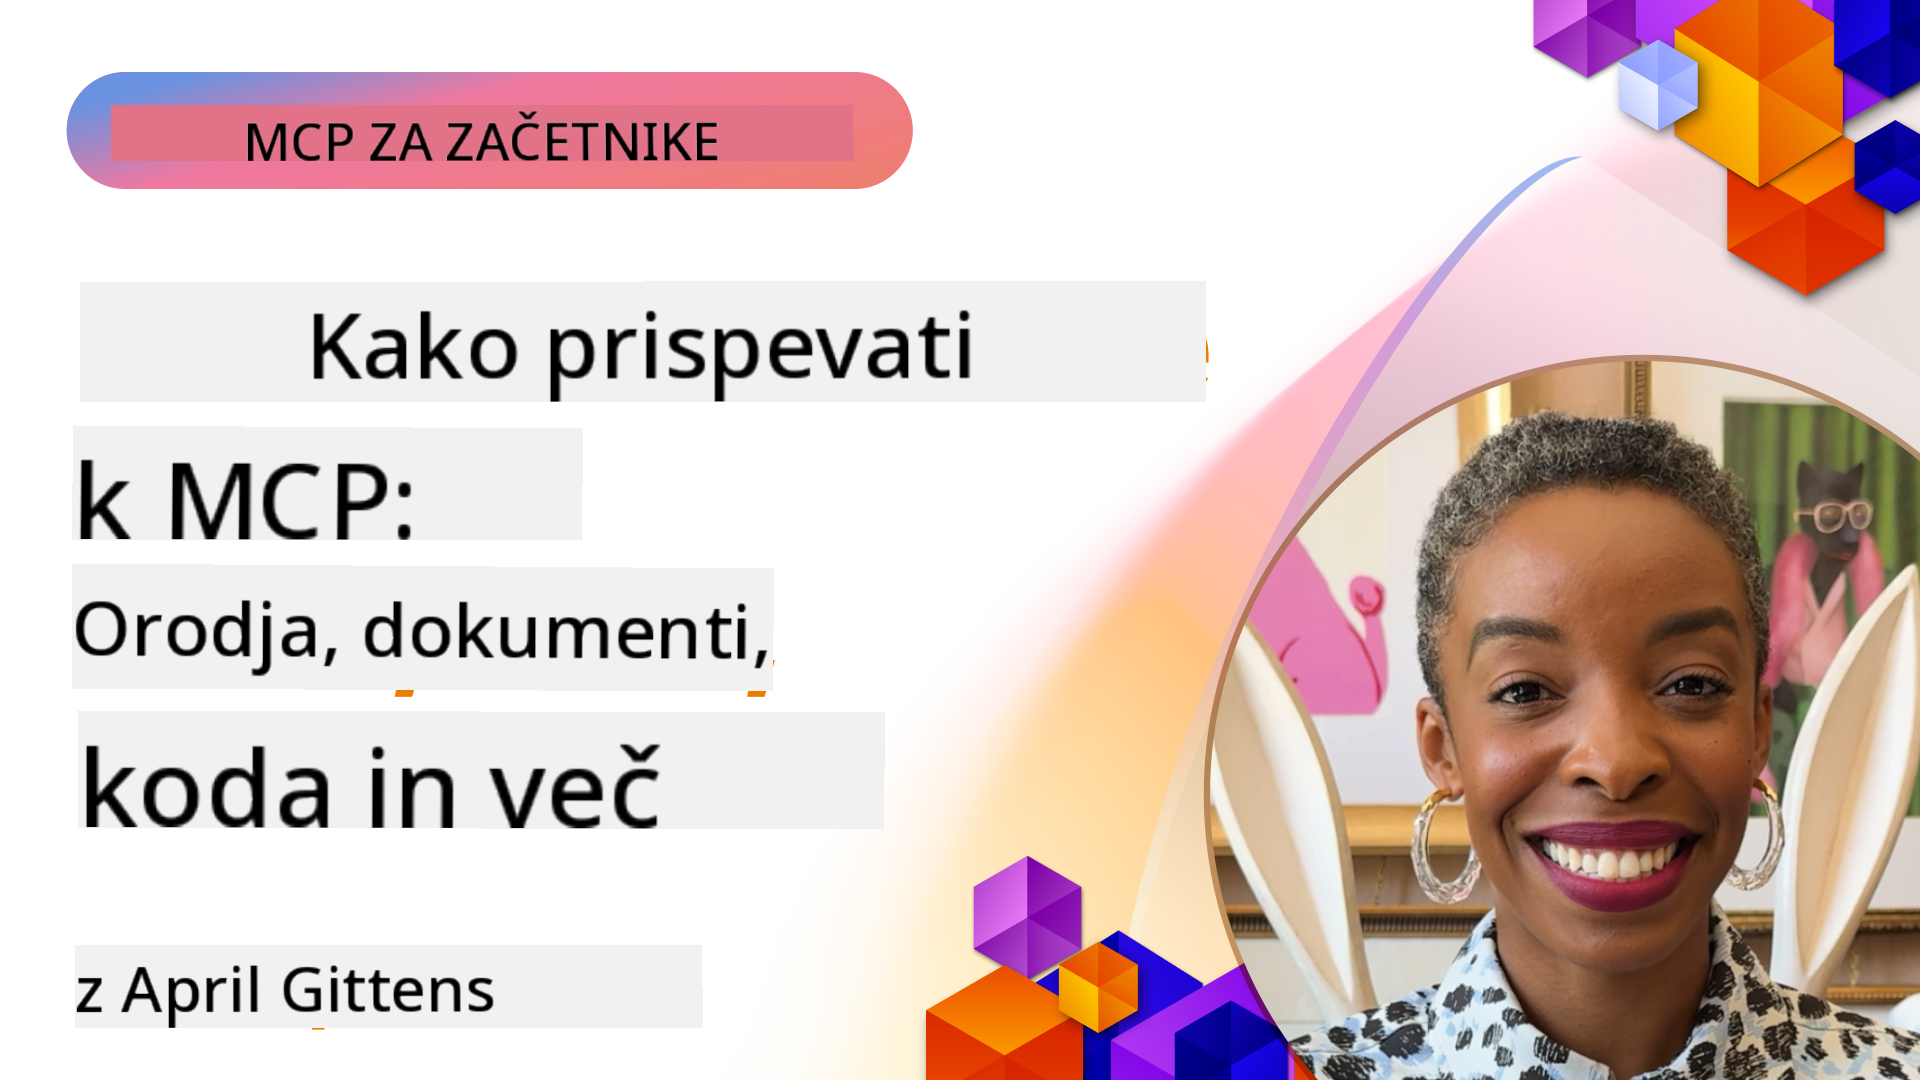 MCP ZA ZAČETNIKE
Kako prispevati
k MCP:
Orodja, dokumenti,
koda in več
z April Gittens